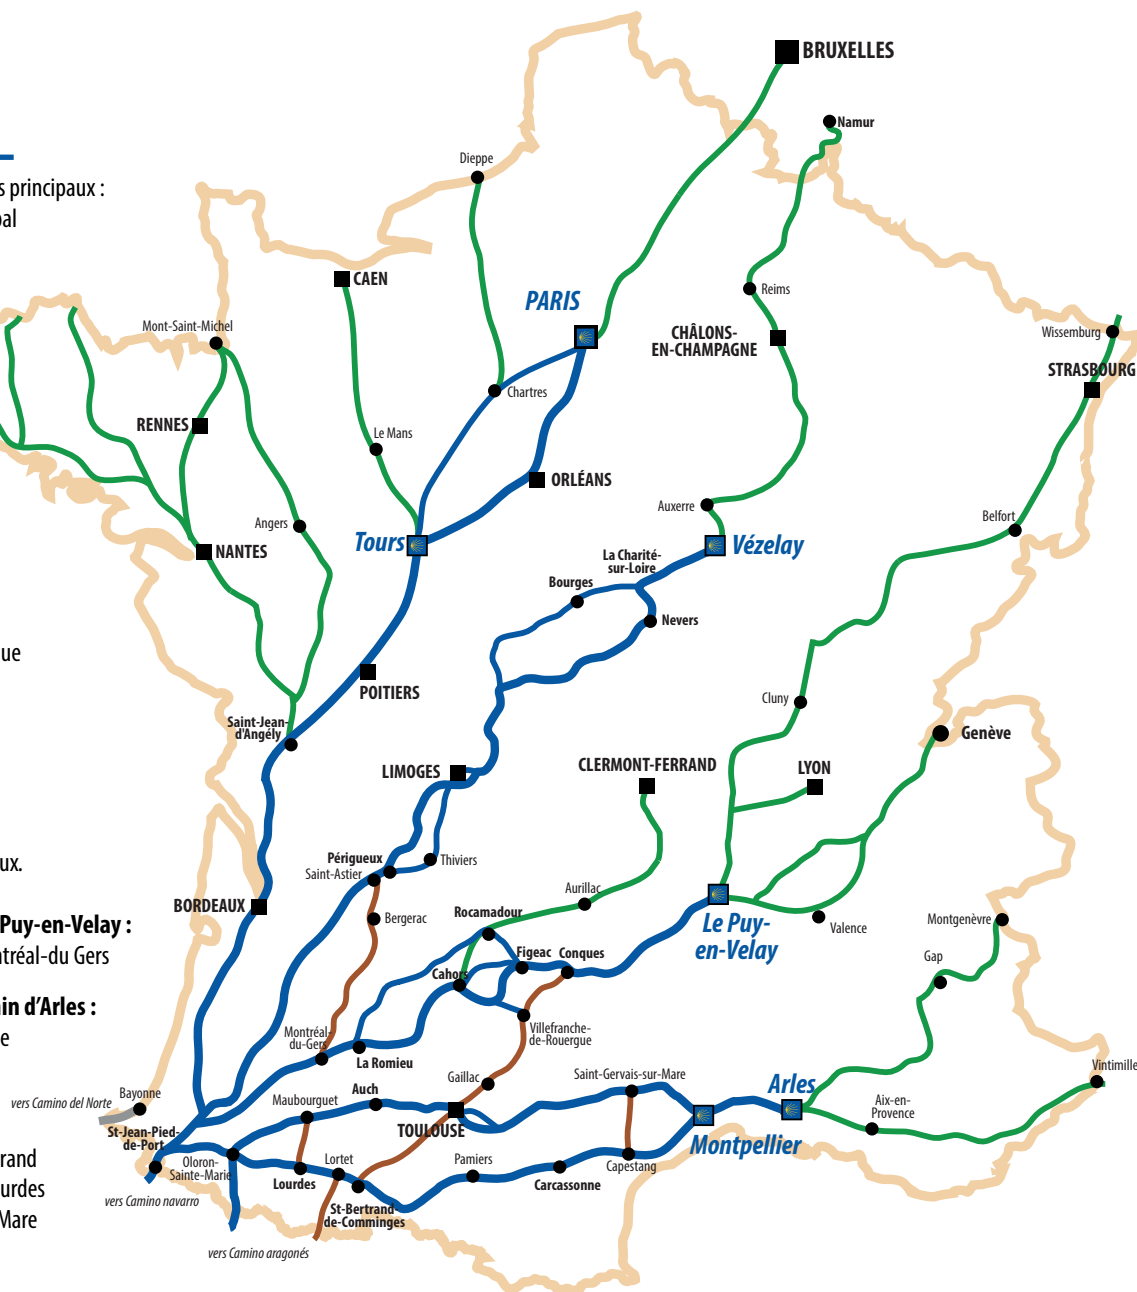 BRUXELLES
Namur
Dieppe
s principaux :
pal
CAEN
PARIS
Reims
Mont-Saint-Michel
CHÂLONS-
EN-CHAMPAGNE
Wissemburg
STRASBOURG
Chartres
RENNES
Le Mans
ORLÉANS
Auxerre
Belfort
Angers
NANTES
Tours
Vézelay
La Charité-
sur-Loire
Bourges
Nevers
ue
POITIERS
Cluny
Saint-Jean-
d'Angély
Genève
LIMOGES
CLERMONT-FERRAND
LYON
ux.
Périgueux
Saint-Astier
Thiviers
Aurillac
BORDEAUX
Bergerac
Rocamadour
Le Puy-
en-Velay
Valence
Montgenèvre
Puy-en-Velay :
ntréal-du Gers
Figeac
Conques
Gap
Cahors
in d'Arles :
e
Montréal-
du-Gers
La Romieu
Villefranche-
de-Rouergue
Gaillac
Saint-Gervais-sur-Mare
Arles
Vintimille
Bayonne
vers Camino del Norte
Maubourguet
Auch
TOULOUSE
Aix-en-
Provence
St-Jean-Pied-
de-Port
Montpellier
rand
Oloron-
Sainte-Marie
Lortet
Pamiers
Capestang
Lourdes
Carcassonne
urdes
vers Camino navarro
St-Bertrand-
de-Comminges
Mare
vers Camino aragonés